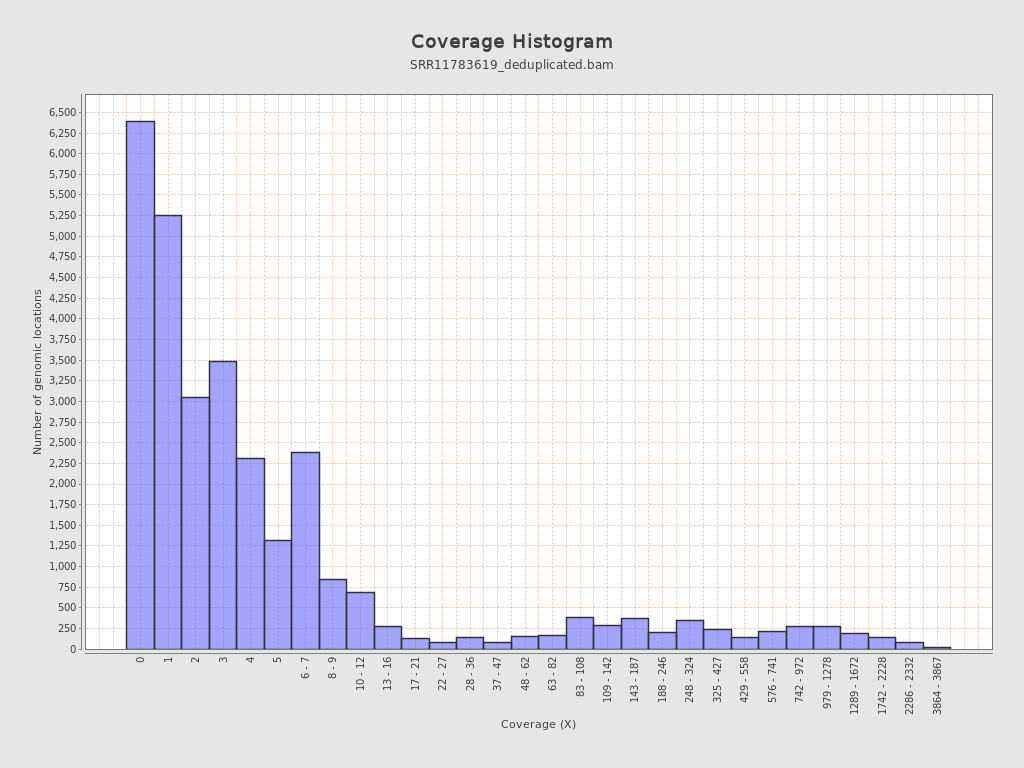 Coverage Histogram
SRR11783619_deduplicated.bam
Number of genomic locations
6,500
6,250
6,000
5,750
5,500
5,250
5,000
4,750
4,500
4,250
4,000
3,750
3,500
3,250
3,000
2,750
2,500
2,250
2,000
1,750
1,500
1,250
1,000
750
500
250
0
0
1
2
3
4
5
6 - 7
8 - 9
10 - 12
13 - 16
17 - 21
22 - 27
28 - 36
37 - 47
48 - 62
63 - 82
83 - 108
109 - 142
143 - 187
188 - 246
248 - 324
325 - 427
429 - 558
576 - 741
742 - 972
979 - 1278
1289 - 1672
1742 - 2228
2286 - 2332
3864 - 3867
Coverage (X)